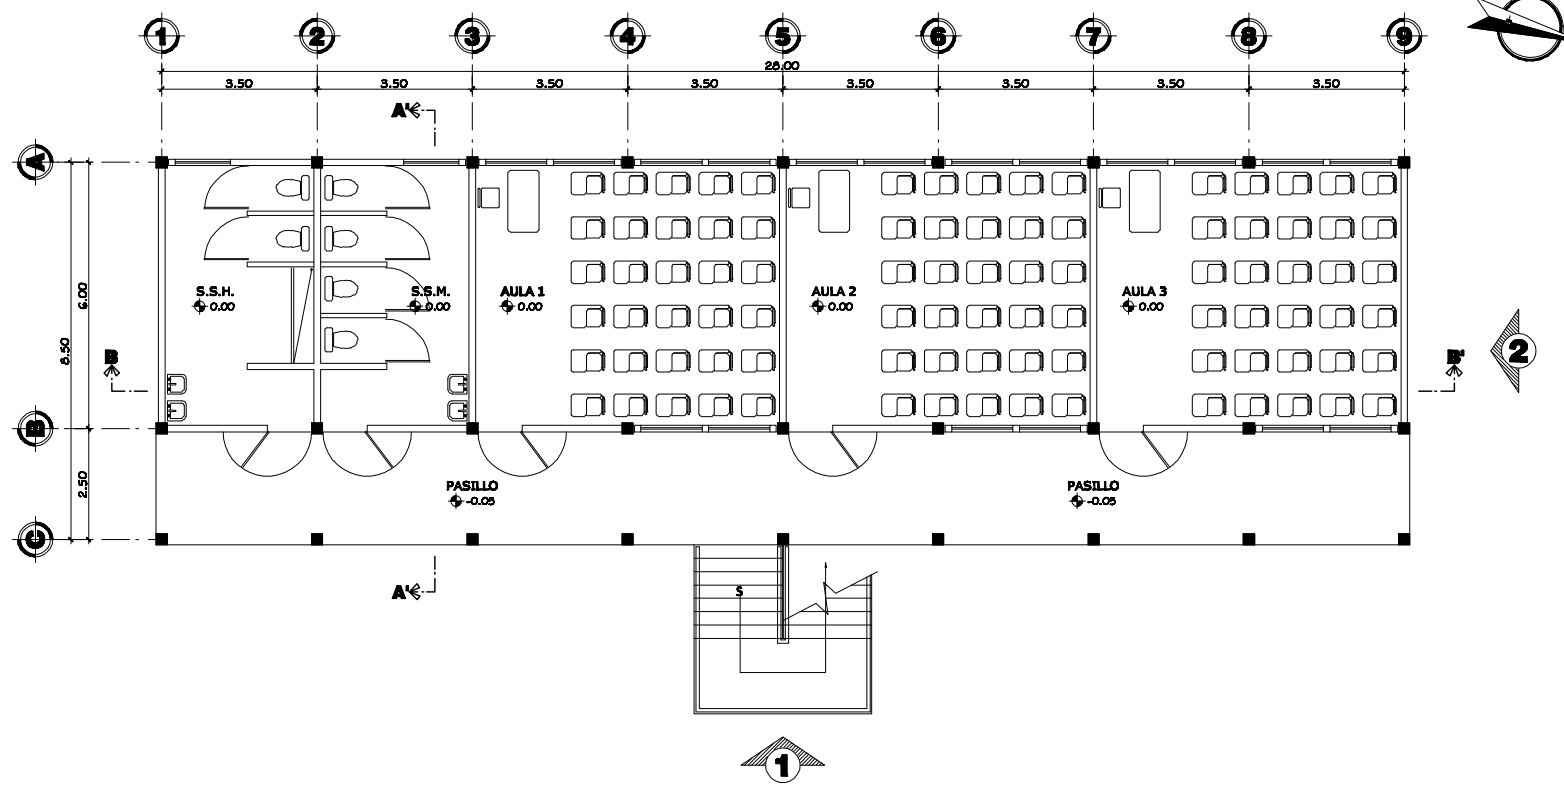 1 2 3 4 5 6 7 8 9
28.00
3.50 3.50 3.50 3.50 3.50 3.50 3.50 3.50
A'
A
6.00
8.50
S.S.H.
0.00
S.S.M.
0.00
AULA 1
0.00
AULA 2
0.00
AULA 3
0.00
B
B'
2
B
2.50
PASILLO
-0.05
PASILLO
-0.05
C
A'
S
1